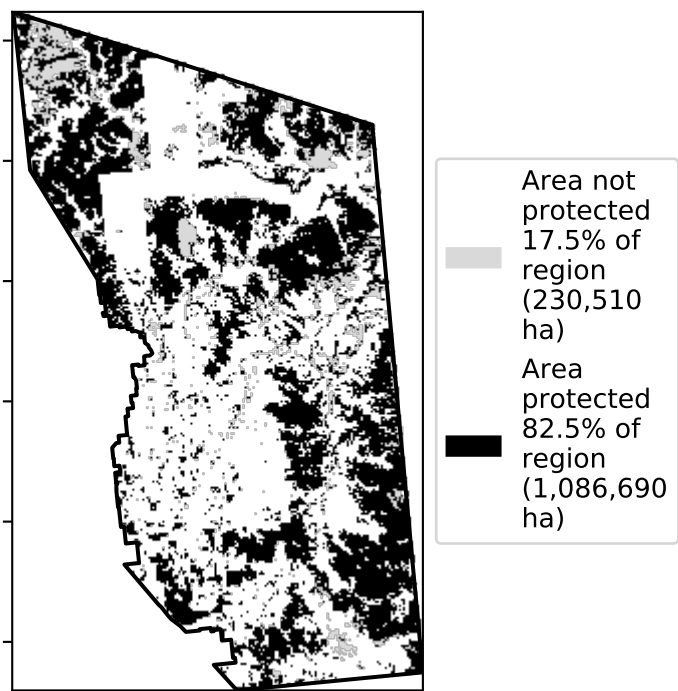 Area not
protected
17.5% of
region
(230,510
ha)
Area
protected
82.5% of
region
(1,086,690
ha)